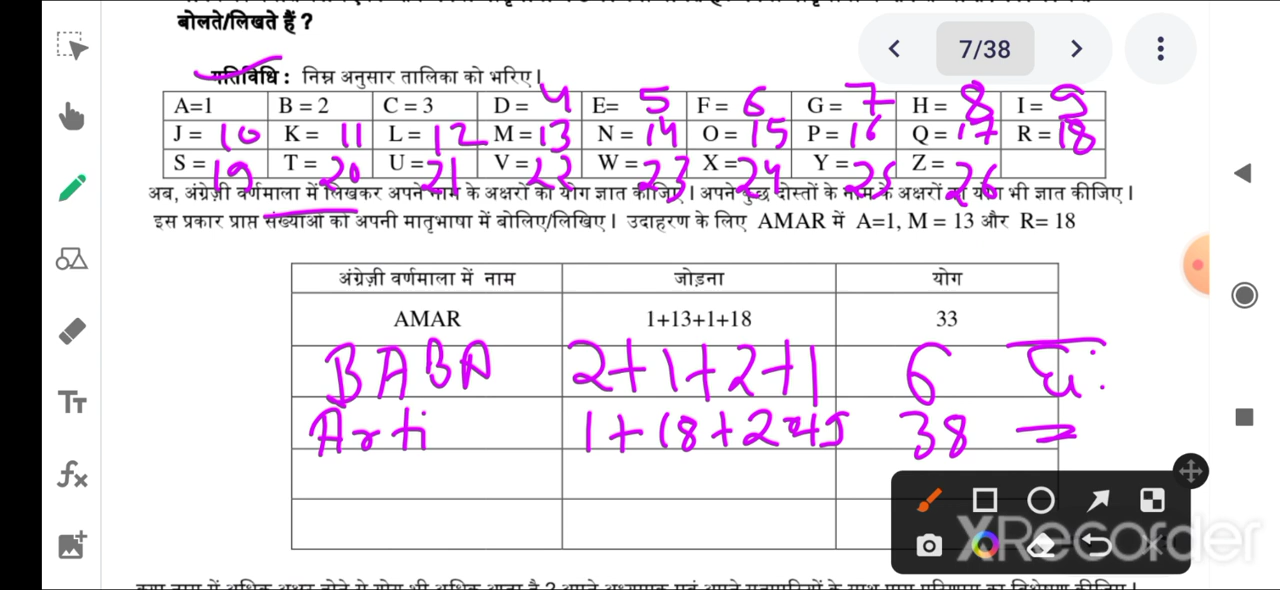 बोलते/लिखते हैं ?
7/38
गतिविधि : निम्न अनुसार तालिका को भरिए।
A=1 B = 2 C = 3 D = 4 E= 5 F = 6 G = 7 H = 8 I = 9
J = 10 K = 11 L = 12 M = 13 N = 14 O = 15 P = 16 Q = 17 R = 18
S = 19 T = 20 U = 21 V = 22 W = 23 X = 24 Y = 25 Z = 26
अब, अंग्रेज़ी वर्णमाला में लिखकर अपने नाम के अक्षरों का योग ज्ञात कीजिए। अपने कुछ दोस्तों के नाम के अक्षरों का योग भी ज्ञात कीजिए।
इस प्रकार प्राप्त संख्याओं को अपनी मातृभाषा में बोलिए/लिखिए। उदाहरण के लिए AMAR में A=1, M = 13 और R= 18
अंग्रेज़ी वर्णमाला में नाम जोड़ना योग
AMAR 1+13+1+18 33
BABA 2+1+2+1 6
Arti 1+18+2 38
Tт
fx
XRecorder